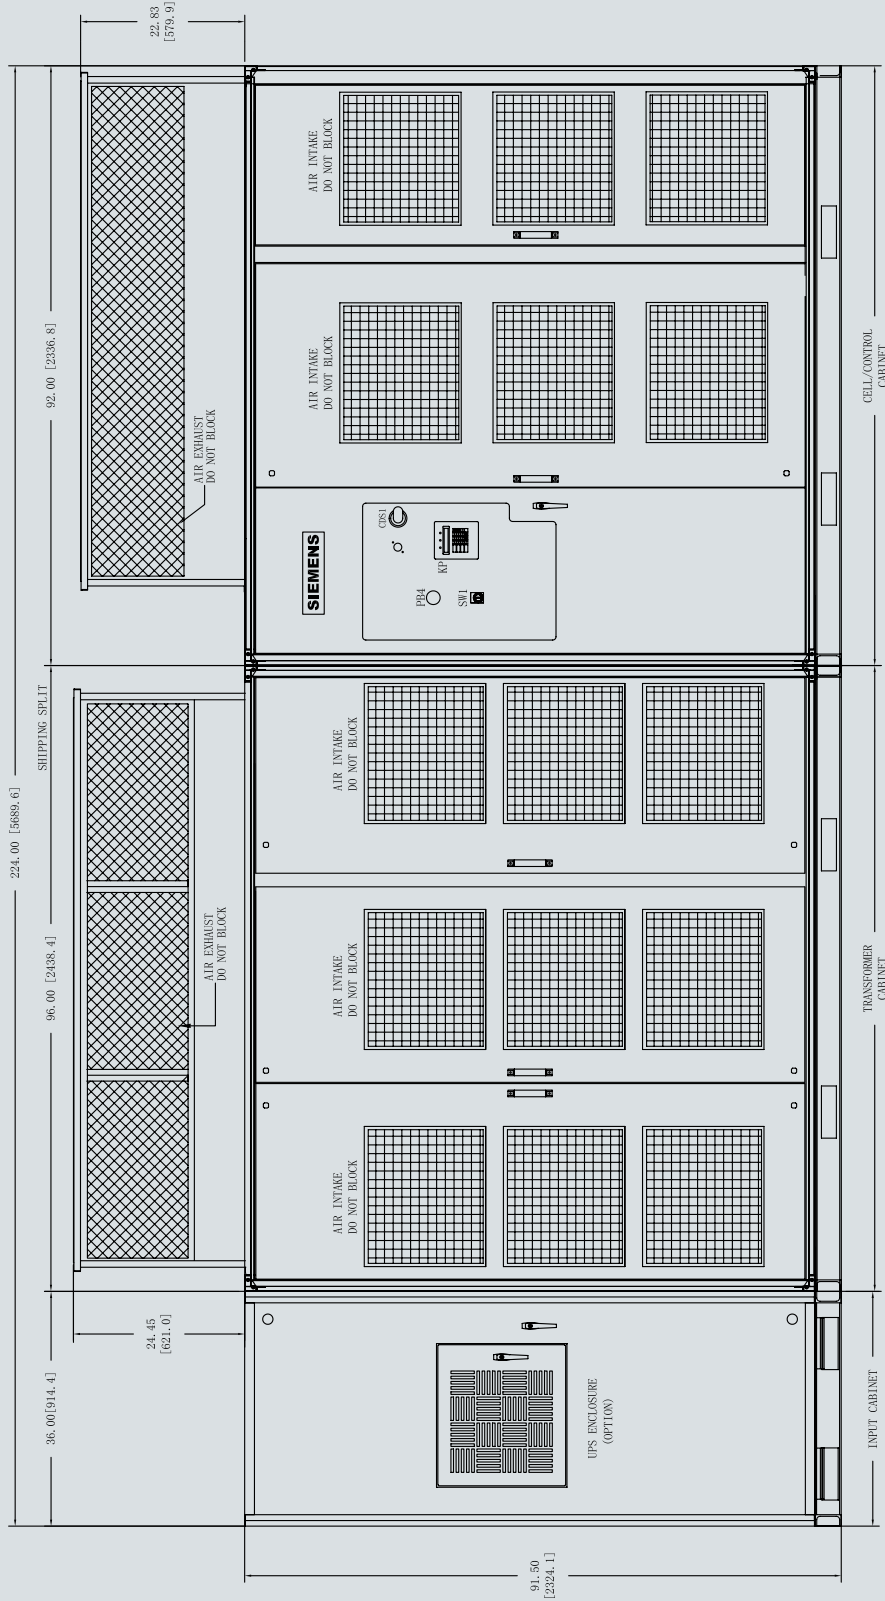 224.00 [5689.6]
36.00[914.4]
96.00 [2438.4]
SHIPPING SPLIT
92.00 [2336.8]
24.45
[621.0]
22.83
[579.9]
AIR EXHAUST
DO NOT BLOCK
AIR EXHAUST
DO NOT BLOCK
91.50
[2324.1]
AIR INTAKE
DO NOT BLOCK
AIR INTAKE
DO NOT BLOCK
AIR INTAKE
DO NOT BLOCK
SIEMENS
AIR INTAKE
DO NOT BLOCK
AIR INTAKE
DO NOT BLOCK
CDS1
PB4
KP
SW1
UPS ENCLOSURE
(OPTION)
INPUT CABINET
TRANSFORMER
CABINET
CELL/CONTROL
CABINET